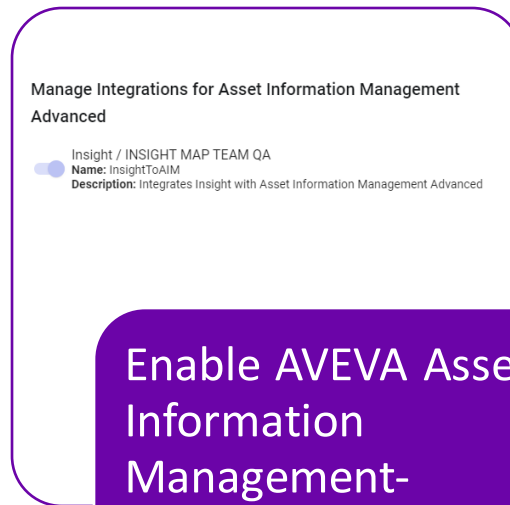 Manage Integrations for Asset Information Management
Advanced
Insight / INSIGHT MAP TEAM QA
Name: InsightToAIM
Description: Integrates Insight with Asset Information Management Advanced
Enable AVEVA Asse
Information
Management-